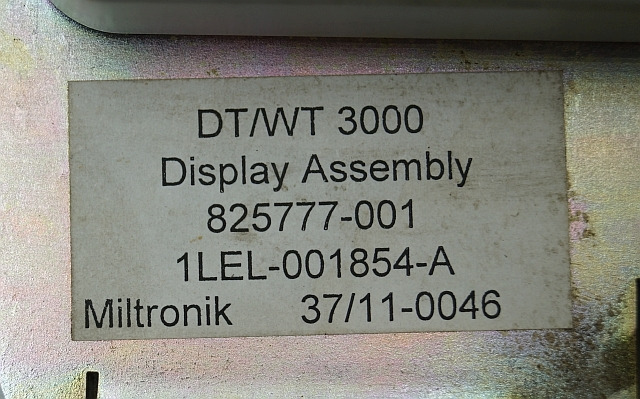 DT/WT 3000
Display Assembly
825777-001
1LEL-001854-A
Miltronik 37/11-0046